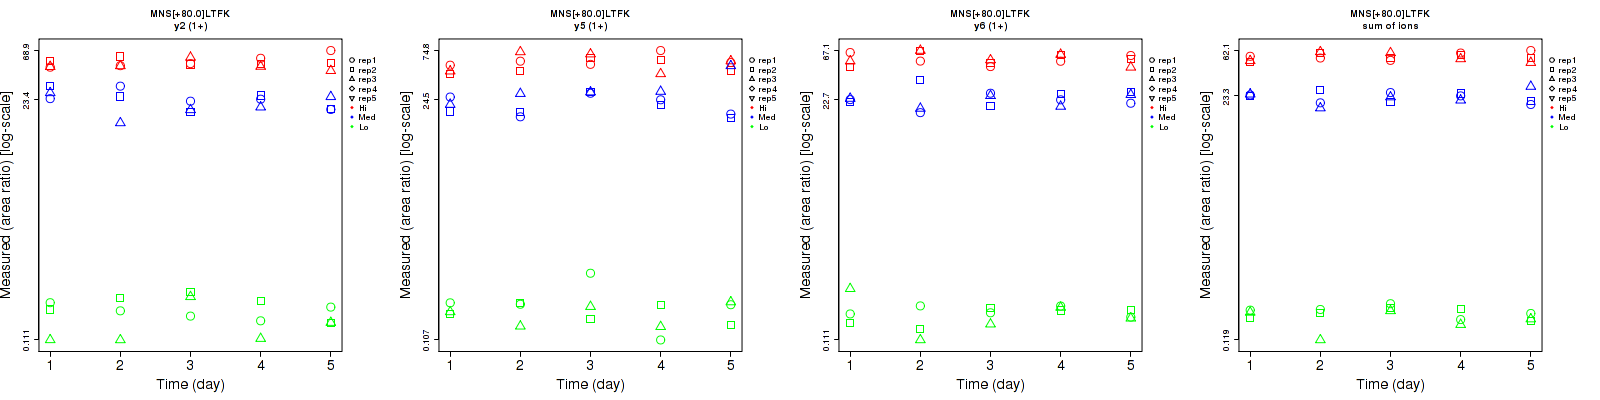 MNS[+80.0]LTFK
y2 (1+)
Measured (area ratio) [log-scale]
68.9
23.4
0.111
1 2 3 4 5
Time (day)
rep1
rep2
rep3
rep4
rep5
Hi
Med
Lo
MNS[+80.0]LTFK
y5 (1+)
Measured (area ratio) [log-scale]
74.8
24.5
0.107
1 2 3 4 5
Time (day)
rep1
rep2
rep3
rep4
rep5
Hi
Med
Lo
MNS[+80.0]LTFK
y6 (1+)
Measured (area ratio) [log-scale]
67.1
22.7
0.111
1 2 3 4 5
Time (day)
rep1
rep2
rep3
rep4
rep5
Hi
Med
Lo
MNS[+80.0]LTFK
sum of ions
Measured (area ratio) [log-scale]
62.1
23.3
0.119
1 2 3 4 5
Time (day)
rep1
rep2
rep3
rep4
rep5
Hi
Med
Lo